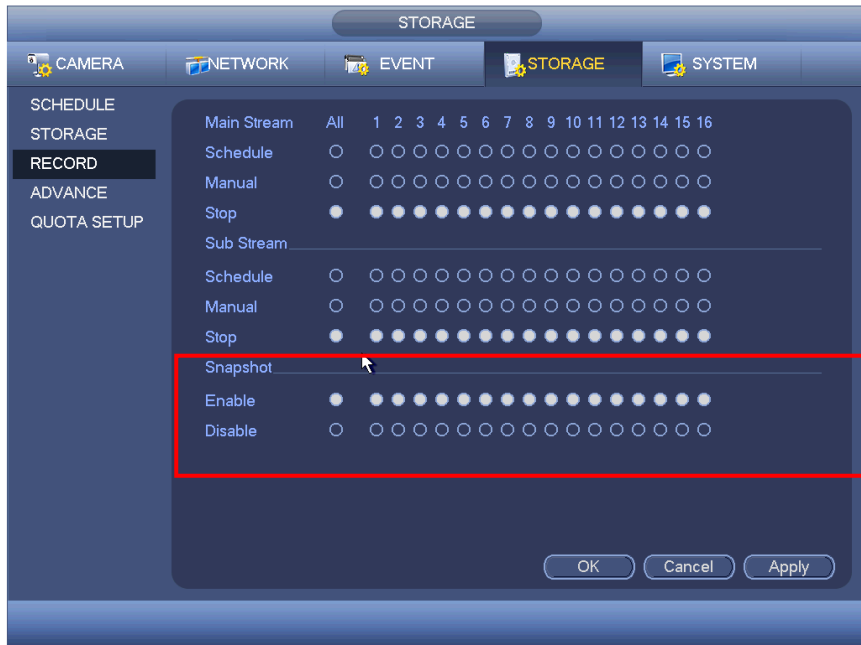 STORAGE
CAMERA NETWORK EVENT STORAGE SYSTEM
SCHEDULE
STORAGE
RECORD
ADVANCE
QUOTA SETUP
Main Stream All 1 2 3 4 5 6 7 8 9 10 11 12 13 14 15 16
Schedule
Manual
Stop
Sub Stream
Schedule
Manual
Stop
Snapshot
Enable
Disable
OK Cancel Apply